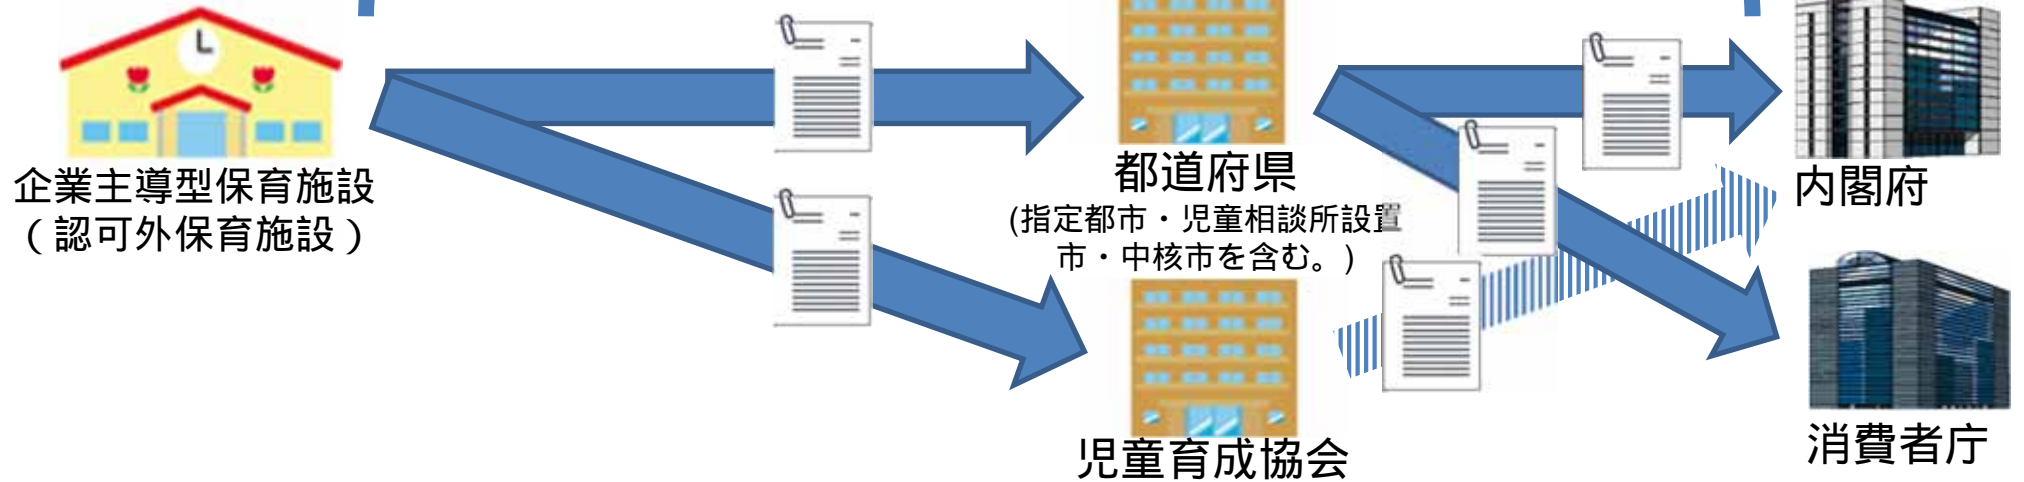 企業主導型保育施設
（認可外保育施設）
都道府県
(指定都市・児童相談所設置
市・中核市を含む。)
児童育成協会
内閣府
消費者庁